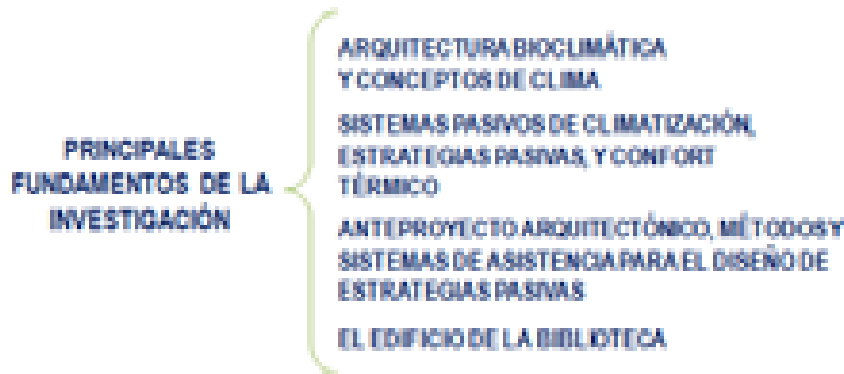 PRINCIPALES
FUNDAMENTOS DE LA
INVESTIGACIÓN
ARQUITECTURA BIOCLIMÁTICA
Y CONCEPTOS DE CLIMA
SISTEMAS PASIVOS DE CLIMATIZACIÓN,
ESTRATEGIAS PASIVAS, Y CONFORT
TÉRMICO
ANTEPROYECTO ARQUITECTÓNICO, MÉTODOS Y
SISTEMAS DE ASISTENCIA PARA EL DISEÑO DE
ESTRATEGIAS PASIVAS
EL EDIFICIO DE LA BIBLIOTECA